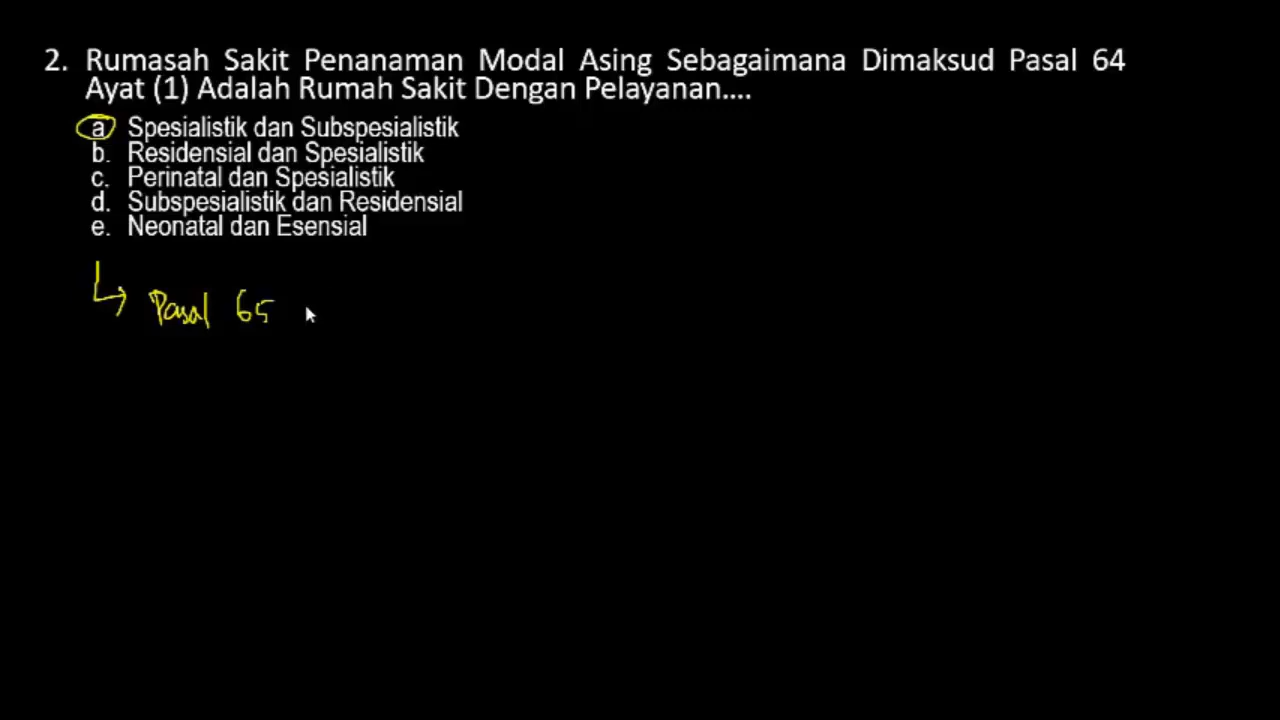 2. Rumasah Sakit Penanaman Modal Asing Sebagaimana Dimaksud Pasal 64
Ayat (1) Adalah Rumah Sakit Dengan Pelayanan....
a Spesialistik dan Subspesialistik
b. Residensial dan Spesialistik
c. Perinatal dan Spesialistik
d. Subspesialistik dan Residensial
e. Neonatal dan Esensial
Pasal 65